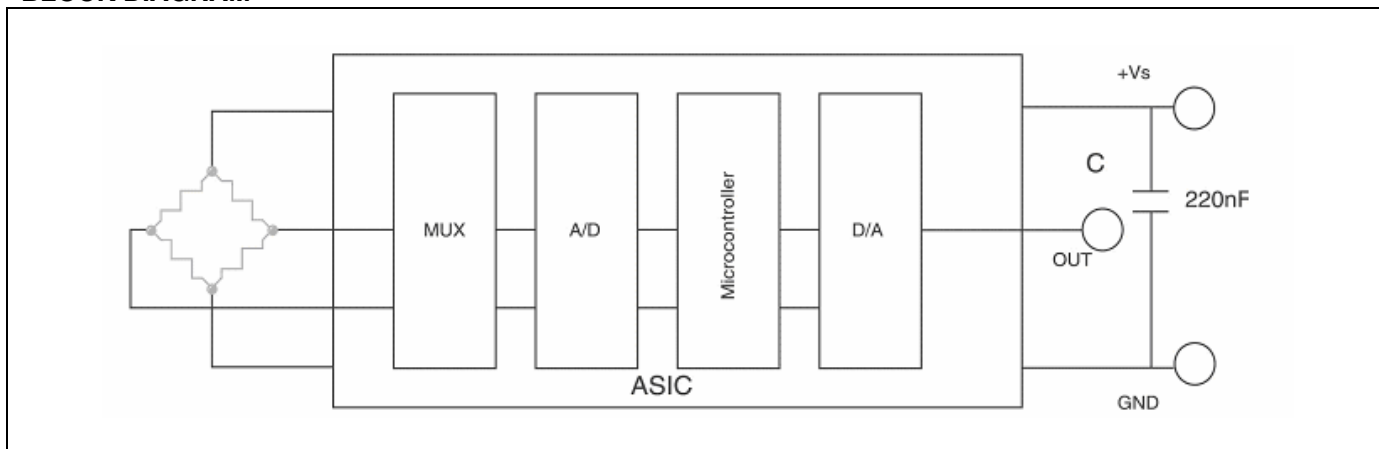 +Vs
C
220nF
MUX
A/D
Microcontroller
D/A
OUT
ASIC
GND